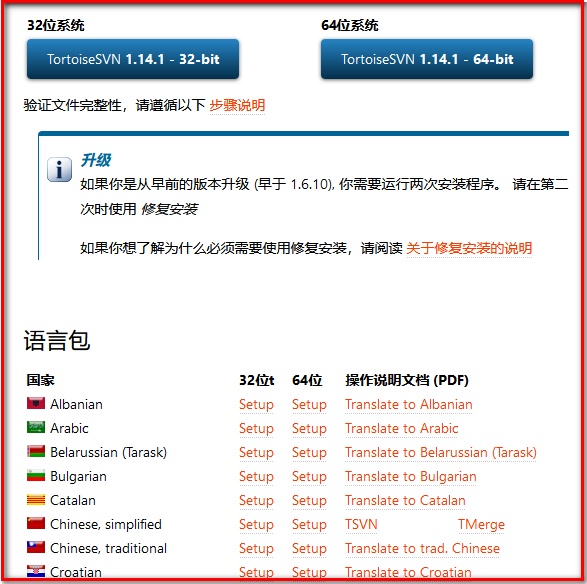 32位系统 64位系统
TortoiseSVN 1.14.1 - 32-bit TortoiseSVN 1.14.1 - 64-bit
验证文件完整性，请遵循以下 步骤说明
升级
如果你是从早前的版本升级 (早于 1.6.10), 你需要运行两次安装程序。 请在第二
次时使用 修复安装
如果你想了解为什么必须需要使用修复安装，请阅读 关于修复安装的说明
语言包
国家 32位t 64位 操作说明文档 (PDF)
Albanian Setup Setup Translate to Albanian
Arabic Setup Setup Translate to Arabic
Belarussian (Tarask) Setup Setup Translate to Belarussian (Tarask)
Bulgarian Setup Setup Translate to Bulgarian
Catalan Setup Setup Translate to Catalan
Chinese, simplified Setup Setup TSVN TMerge
Chinese, traditional Setup Setup Translate to trad. Chinese
Croatian Setup Setup Translate to Croatian